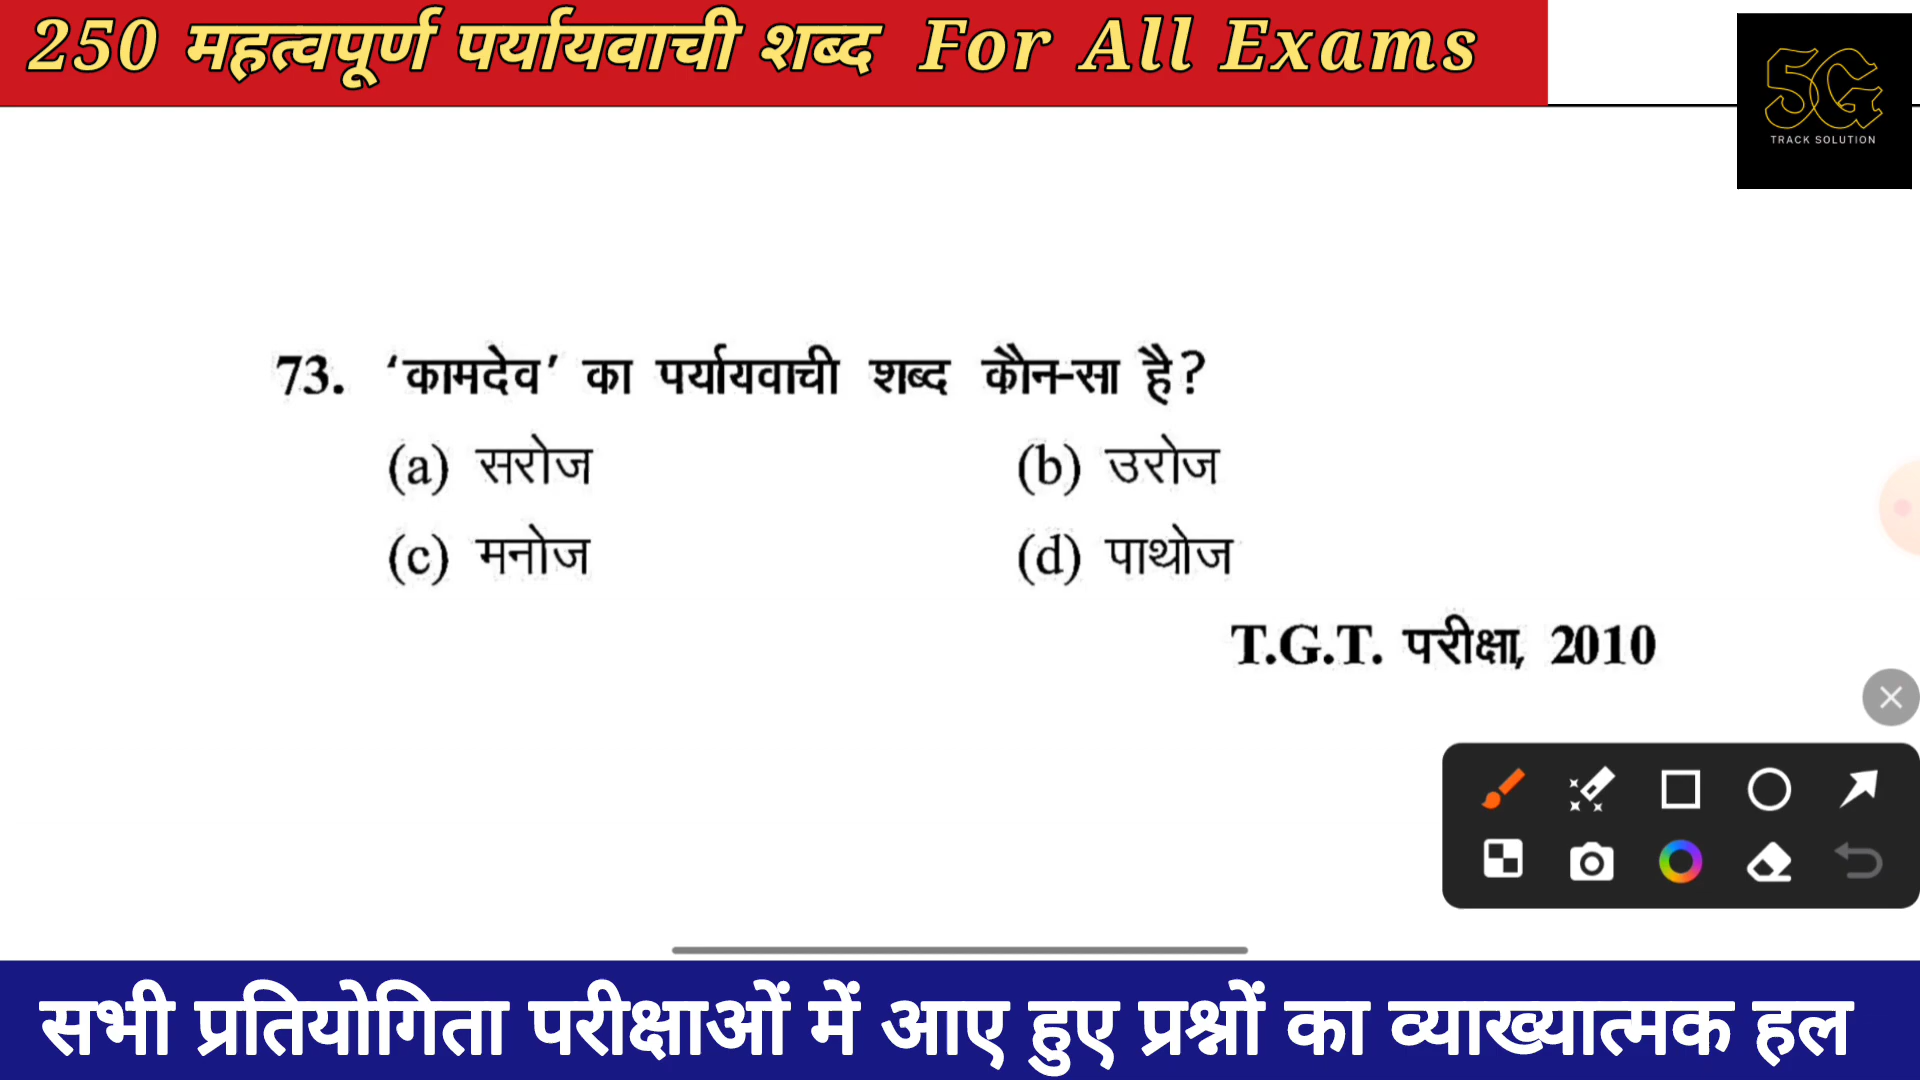 250 महत्वपूर्ण पर्यायवाची शब्द For All Exams
5G
TRACK SOLUTION
73. ‘कामदेव’ का पर्यायवाची शब्द कौन-सा है?
(a) सरोज (b) उरोज
(c) मनोज (d) पाथोज
T.G.T. परीक्षा, 2010
सभी प्रतियोगिता परीक्षाओं में आए हुए प्रश्नों का व्याख्यात्मक हल